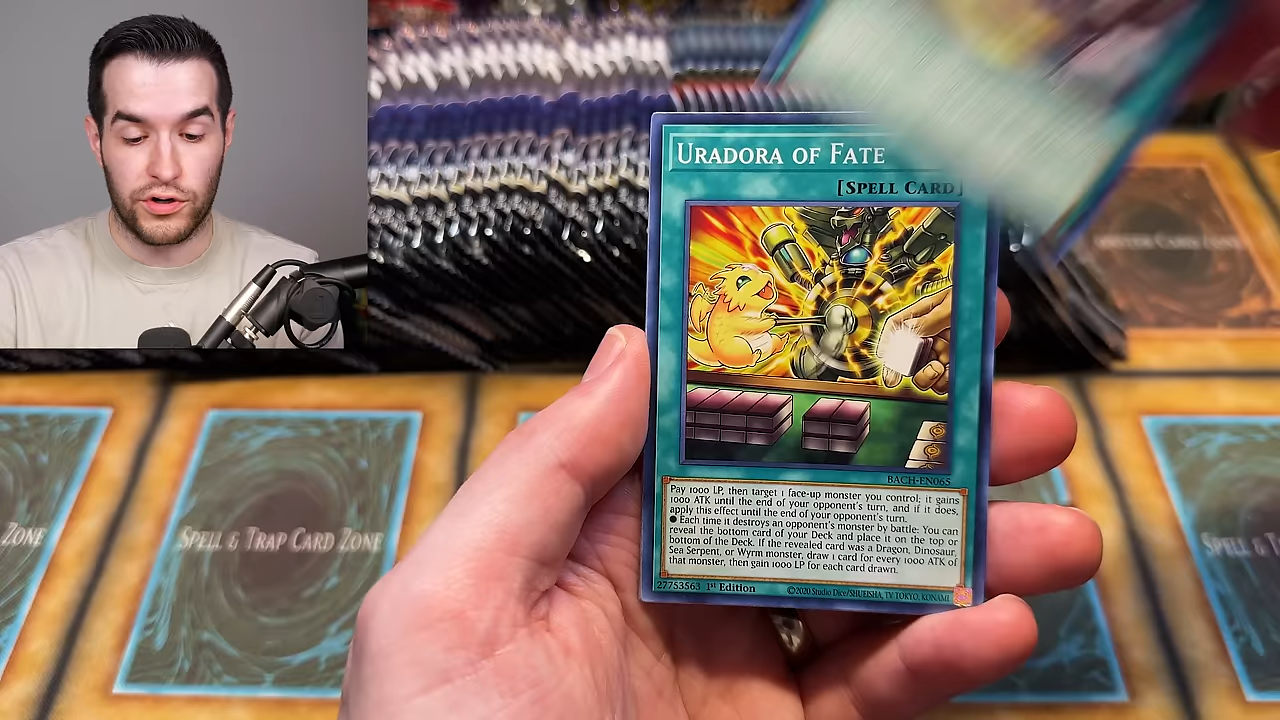 URADORA OF FATE
[SPELL CARD]
BACH-EN065
Pay 1000 LP, then target 1 face-up monster you control; it gains
1000 ATK until the end of your opponent's turn, and if it does,
apply this effect until the end of your opponent's turn.
● Each time it destroys an opponent's monster by battle: You can
reveal the bottom card of your Deck and place it on the top or
bottom of the Deck. If the revealed card was a Dragon, Dinosaur,
Sea Serpent, or Wyrm monster, draw 1 card for every 1000 ATK of
that monster, then gain 1000 LP for each card drawn.
27753563 1st Edition ©2020 Studio Dice/SHUEISHA, TV TOKYO, KONAMI
ZONE
SPELL & TRAP CARD ZONE
SPELL & T